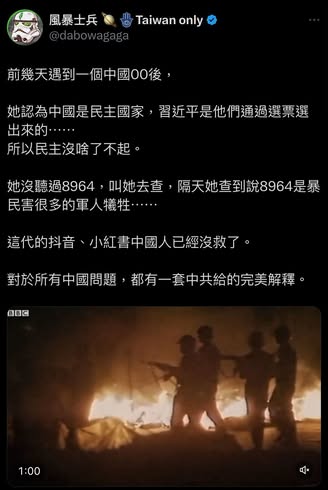 風暴士兵 🪐 🪬 Taiwan only
@dabowagaga
前幾天遇到一個中國00後，
她認為中國是民主國家，習近平是他們通過選票選
出來的⋯⋯
所以民主沒啥了不起。
她沒聽過8964，叫她去查，隔天她查到說8964是暴
民害很多的軍人犧牲⋯⋯
這代的抖音、小紅書中國人已經沒救了。
對於所有中國問題，都有一套中共給的完美解釋。
BBC
1:00